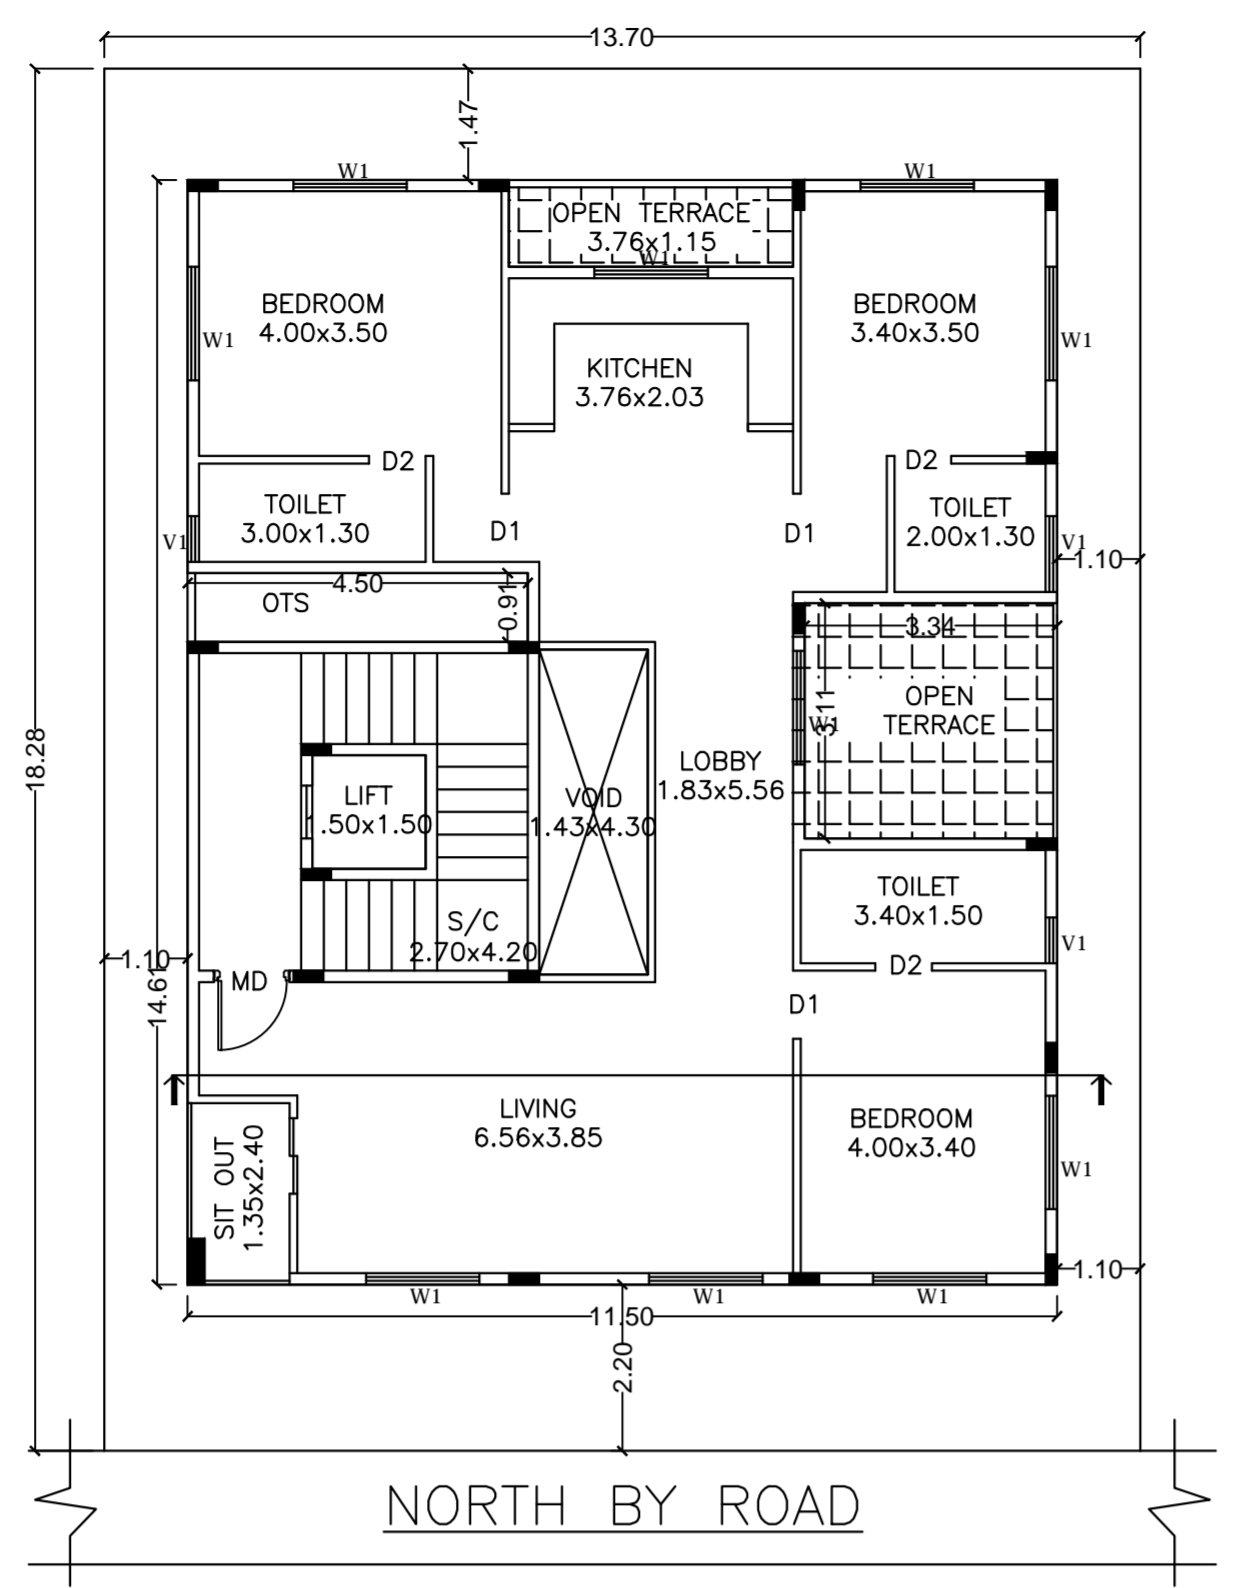 13.70
1.47
W1
W1
OPEN TERRACE
3.76x1.15
W1
BEDROOM
4.00x3.50
W1
BEDROOM
3.40x3.50
W1
KITCHEN
3.76x2.03
D2
D2
TOILET
3.00x1.30
V1
D1
D1
TOILET
2.00x1.30
V1
1.10
4.50
OTS
0.91
3.34
OPEN
TERRACE
3.11
W1
18.28
LOBBY
1.83x5.56
LIFT
1.50x1.50
VOID
1.43x4.30
TOILET
3.40x1.50
V1
S/C
2.70x4.20
1.10
14.61
MD
D2
D1
LIVING
6.56x3.85
BEDROOM
4.00x3.40
W1
SIT OUT
1.35x2.40
1.10
W1
W1
W1
11.50
2.20
NORTH BY ROAD